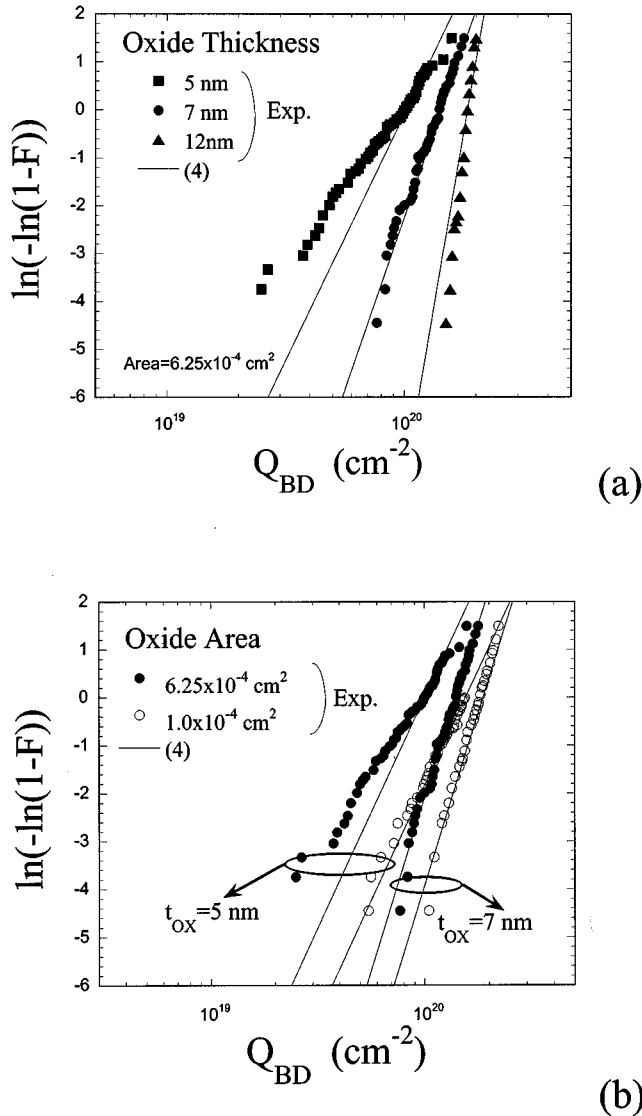 Oxide Thickness
5 nm
7 nm
12nm
Exp.
(4)
Area=6.25x10⁻⁴ cm²
ln(-ln(1-F))
2
1
0
-1
-2
-3
-4
-5
-6
10¹⁹
10²⁰
Q_BD (cm⁻²)
(a)
Oxide Area
6.25x10⁻⁴ cm²
1.0x10⁻⁴ cm²
Exp.
(4)
t_OX=5 nm
t_OX=7 nm
ln(-ln(1-F))
2
1
0
-1
-2
-3
-4
-5
-6
10¹⁹
10²⁰
Q_BD (cm⁻²)
(b)